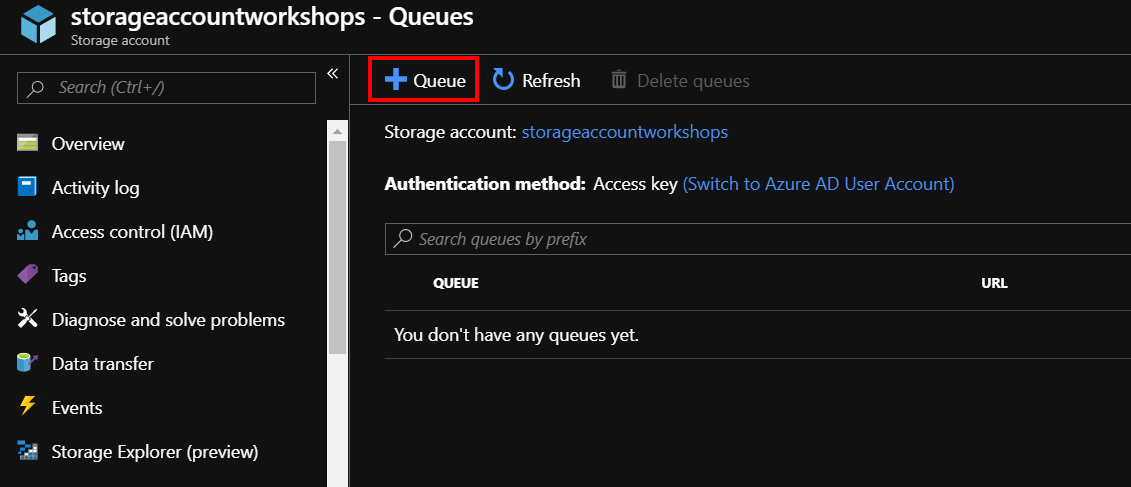 storageaccountworkshops - Queues
Storage account
Search (Ctrl+/)
«
Overview
Activity log
Access control (IAM)
Tags
Diagnose and solve problems
Data transfer
Events
Storage Explorer (preview)
Queue
Refresh
Delete queues
Storage account: storageaccountworkshops
Authentication method: Access key (Switch to Azure AD User Account)
Search queues by prefix
QUEUE URL
You don't have any queues yet.